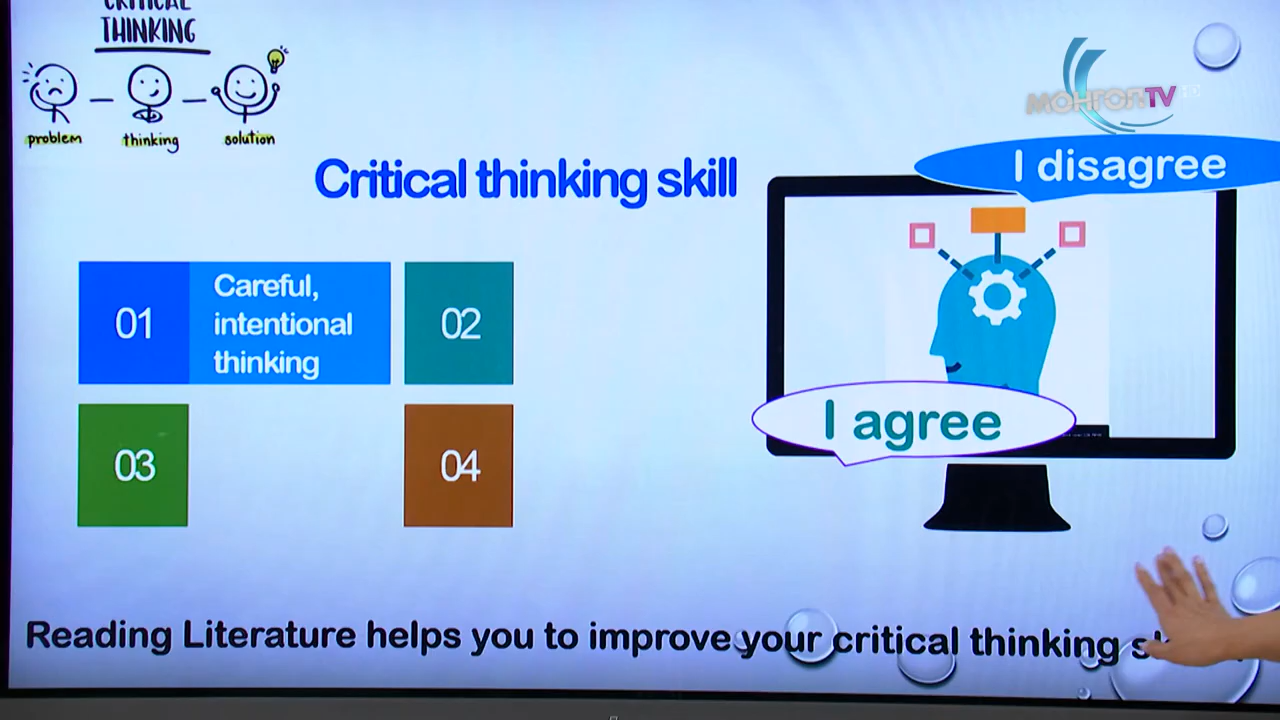 CRITICAL
THINKING
problem
thinking
solution
МОНГОЛTV
I disagree
Critical thinking skill
01
Careful,
intentional
thinking
02
03
04
I agree
Reading Literature helps you to improve your critical thinking